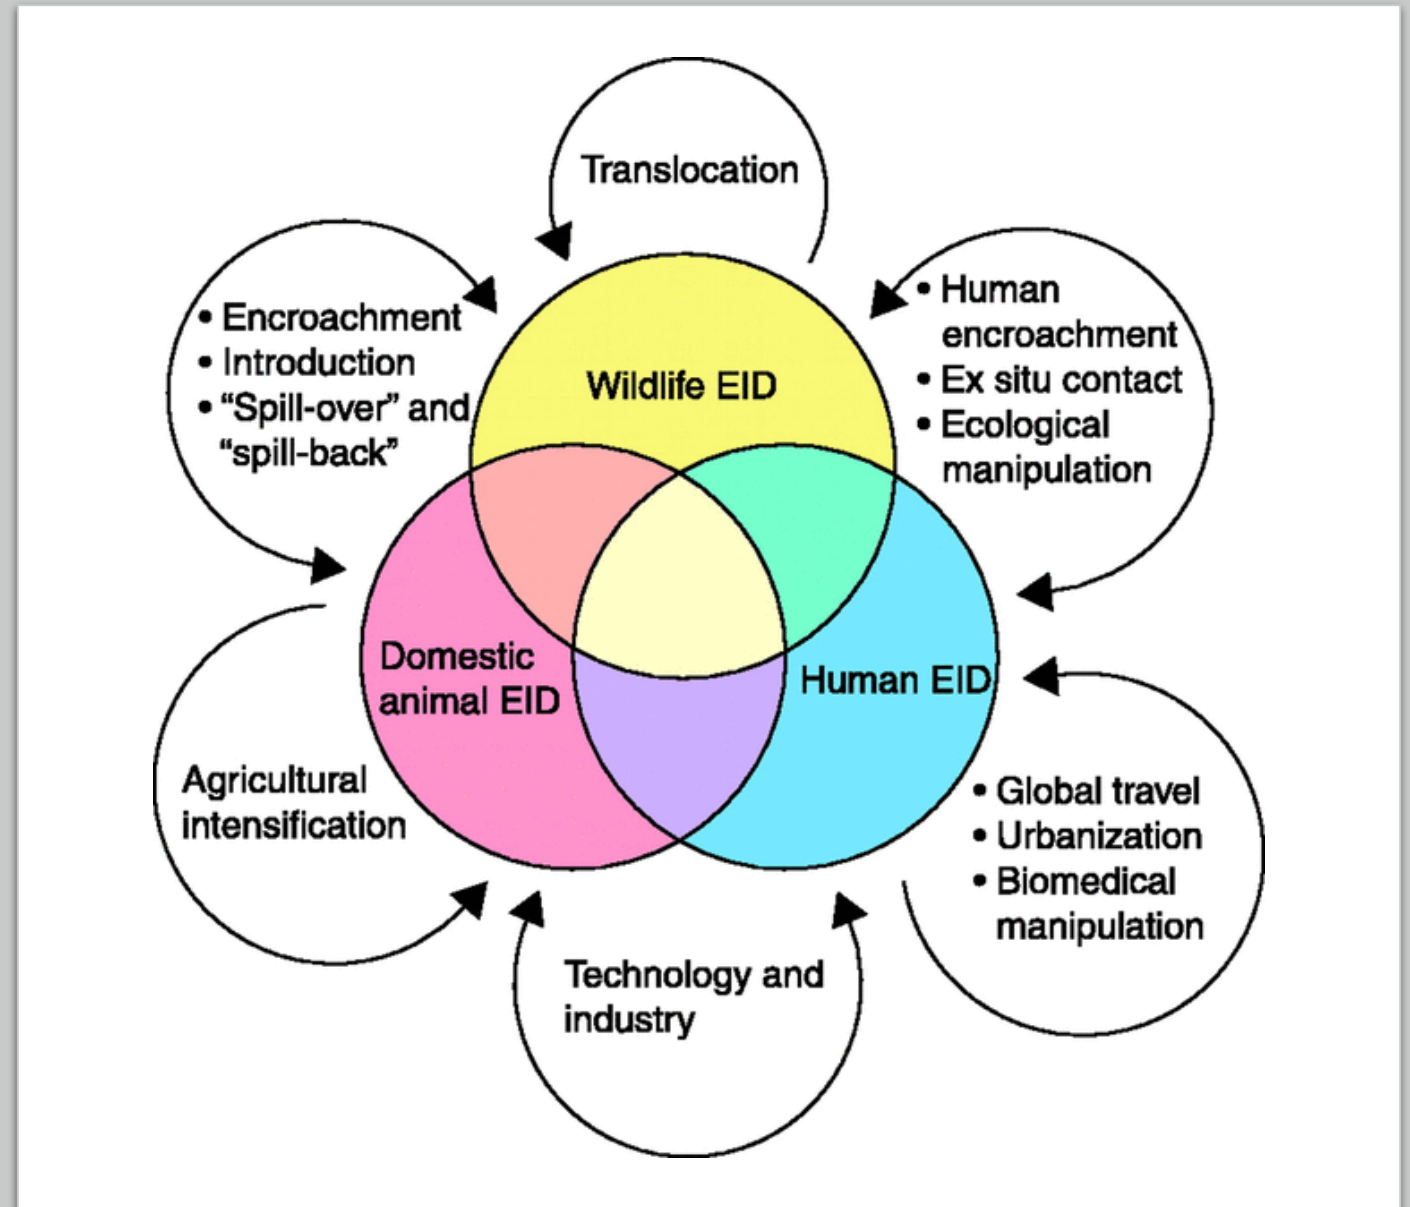 Translocation
• Encroachment
• Introduction
• “Spill-over” and
“spill-back”
• Human
encroachment
• Ex situ contact
• Ecological
manipulation
Wildlife EID
Domestic
animal EID
Human EID
Agricultural
intensification
• Global travel
• Urbanization
• Biomedical
manipulation
Technology and
industry